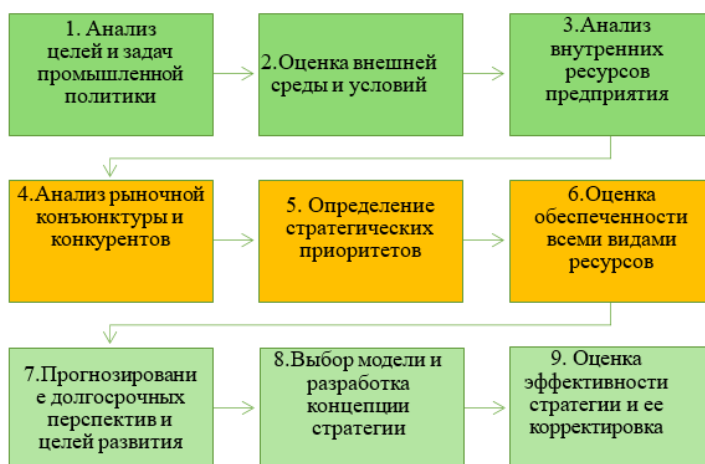 1. Анализ
целей и задач
промышленной
политики
2.Оценка внешней
среды и условий
3. Анализ
внутренних
ресурсов
предприятия
4.Анализ рыночной
конъюнктуры и
конкурентов
5. Определение
стратегических
приоритетов
6.Оценка
обеспеченности
всеми видами
ресурсов
7.Прогнозировани
е долгосрочных
перспектив и
целей развития
8.Выбор модели и
разработка
концепции
стратегии
9. Оценка
эффективности
стратегии и ее
корректировка